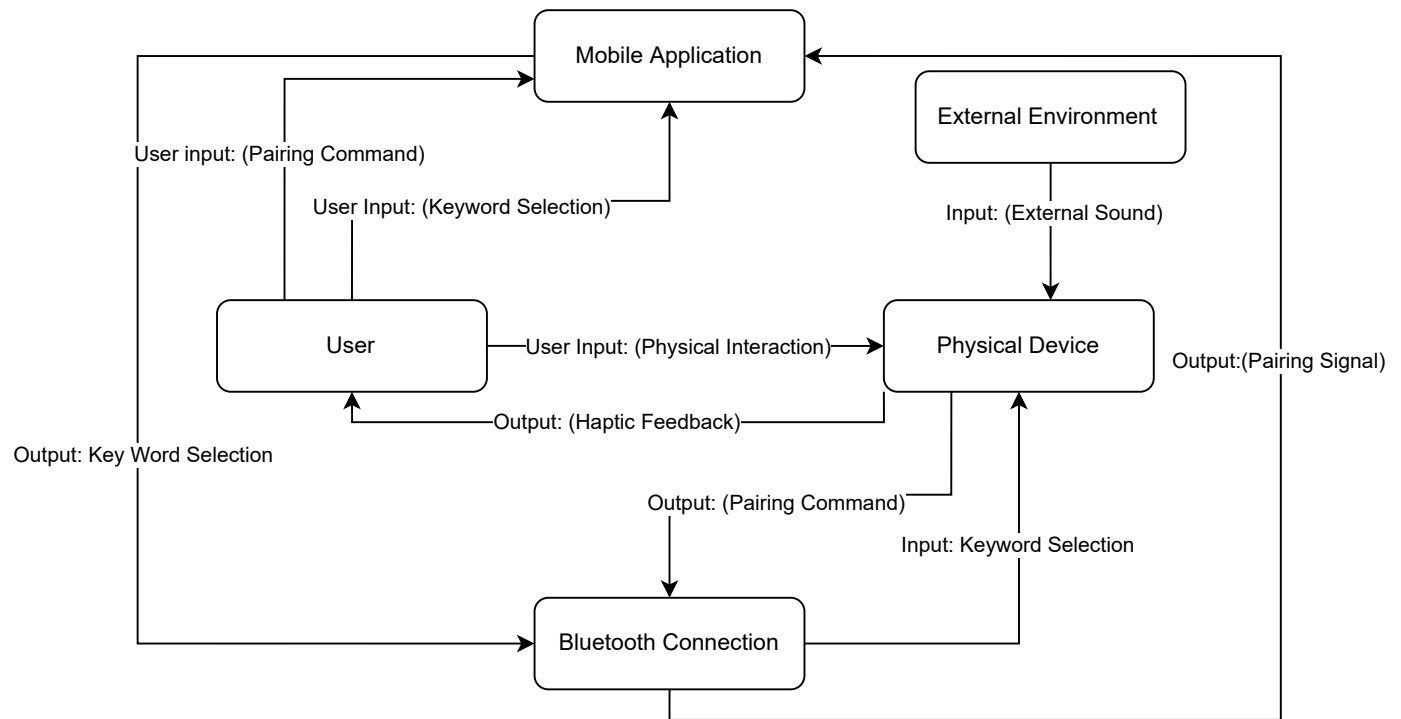 Mobile Application
External Environment
User input: (Pairing Command)
User Input: (Keyword Selection)
Input: (External Sound)
User
User Input: (Physical Interaction)
Physical Device
Output:(Pairing Signal)
Output: (Haptic Feedback)
Output: Key Word Selection
Output: (Pairing Command)
Input: Keyword Selection
Bluetooth Connection